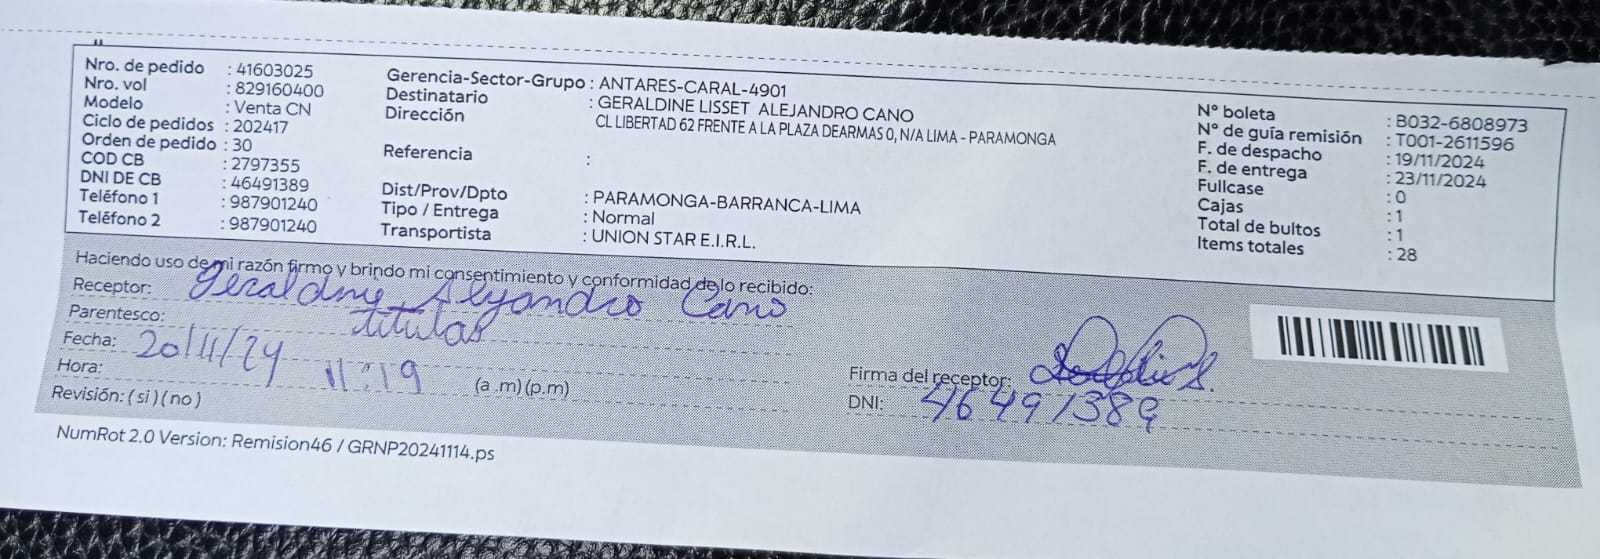 Nro. de pedido : 41603025
Nro. vol : 829160400
Modelo : Venta CN
Ciclo de pedidos : 202417
Orden de pedido : 30
COD CB : 2797355
DNI DE CB : 46491389
Teléfono 1 : 987901240
Teléfono 2 : 987901240
Gerencia-Sector-Grupo : ANTARES-CARAL-4901
Destinatario : GERALDINE LISSET ALEJANDRO CANO
Dirección CL LIBERTAD 62 FRENTE A LA PLAZA DEARMAS 0, N/A LIMA - PARAMONGA
Referencia :
Dist/Prov/Dpto : PARAMONGA-BARRANCA-LIMA
Tipo / Entrega : Normal
Transportista : UNION STAR E.I.R.L.
N° boleta : B032-6808973
N° de guía remisión : T001-2611596
F. de despacho : 19/11/2024
F. de entrega : 23/11/2024
Fullcase : 0
Cajas : 1
Total de bultos : 1
Items totales : 28
Haciendo uso de mi razón firmo y brindo mi consentimiento y conformidad de lo recibido:
Receptor: Geraldine Alejandro Cano
Parentesco: titular
Fecha: 20/11/24
Hora: 11:19 (a .m) (p.m)
Revisión: ( si ) ( no )
Firma del receptor:
DNI: 46491389
NumRot 2.0 Version: Remision46 / GRNP20241114.ps